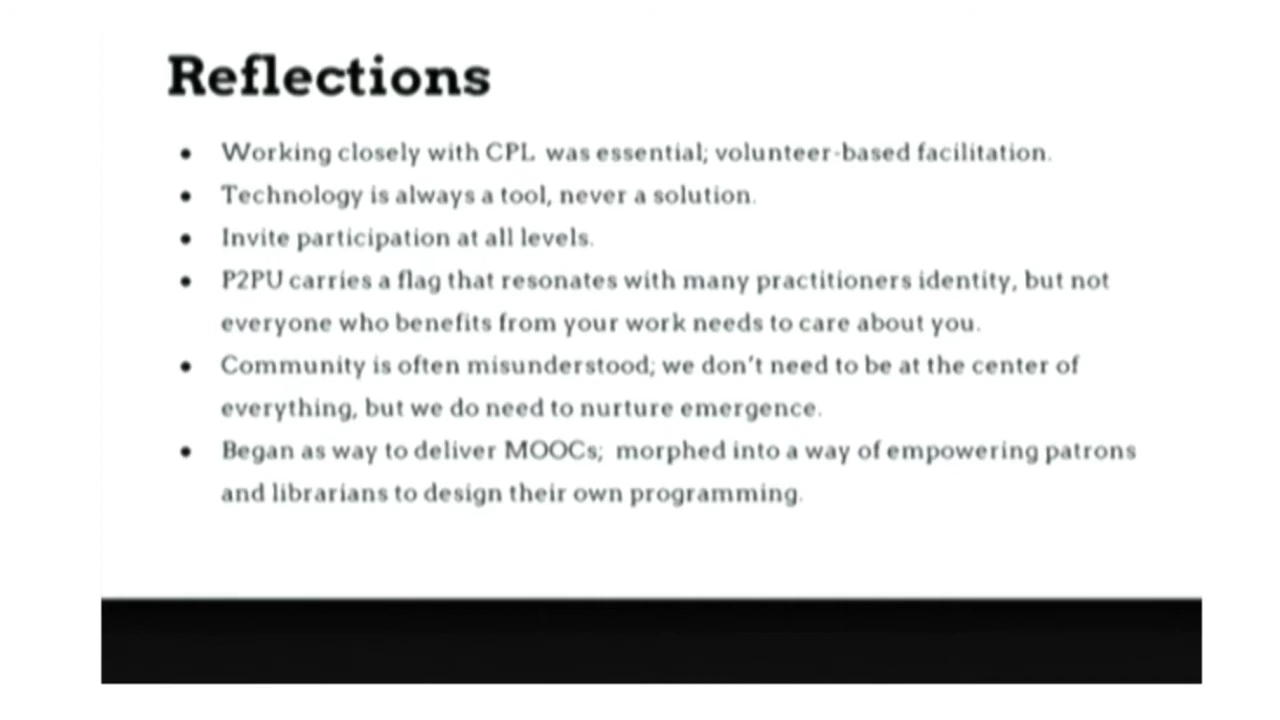 Reflections
• Working closely with CPL was essential; volunteer-based facilitation.
• Technology is always a tool, never a solution.
• Invite participation at all levels.
• P2PU carries a flag that resonates with many practitioners identity, but not
everyone who benefits from your work needs to care about you.
• Community is often misunderstood; we don't need to be at the center of
everything, but we do need to nurture emergence.
• Began as way to deliver MOOCs; morphed into a way of empowering patrons
and librarians to design their own programming.